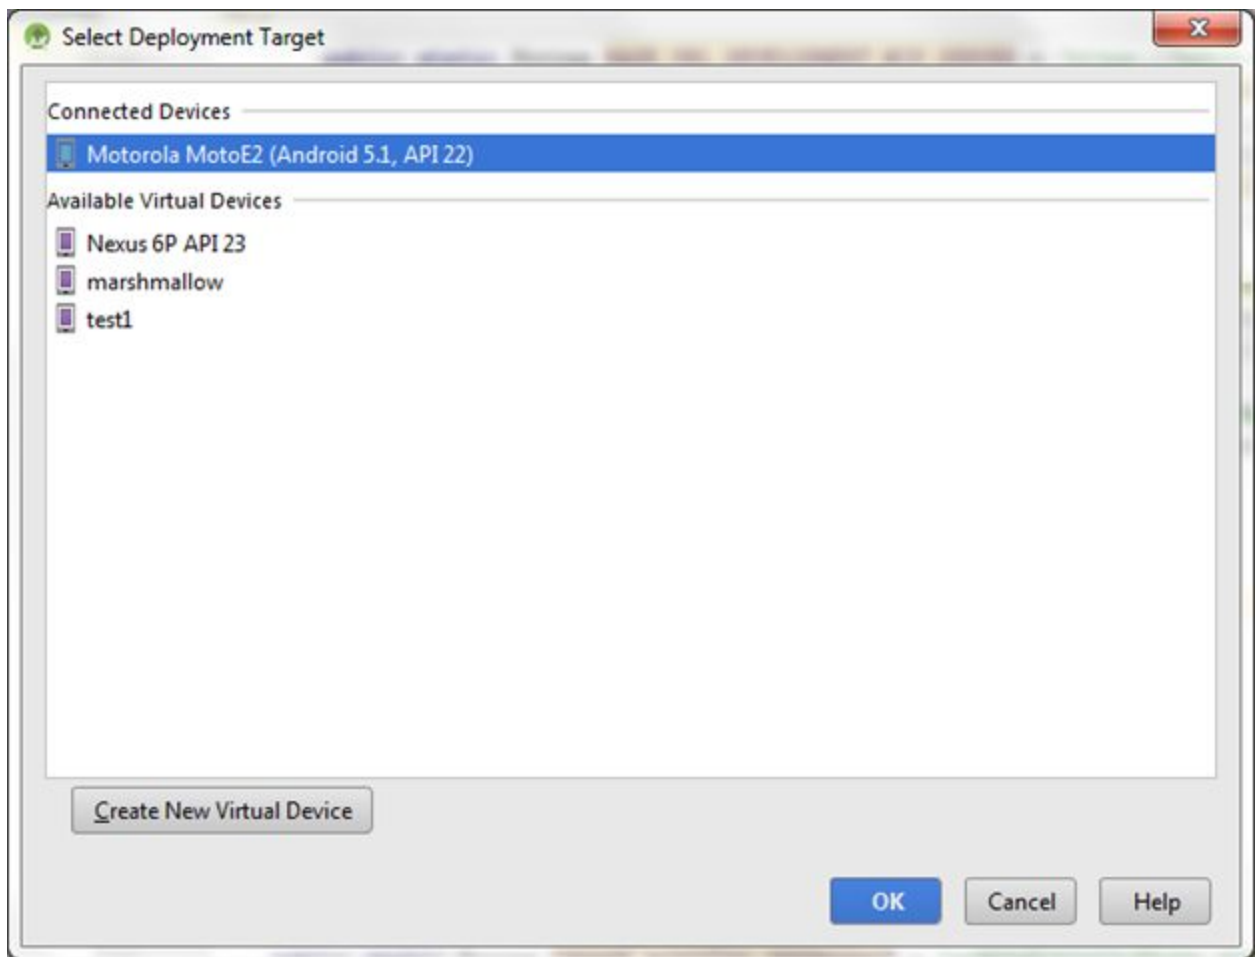 Select Deployment Target
Connected Devices
Motorola MotoE2 (Android 5.1, API 22)
Available Virtual Devices
Nexus 6P API 23
marshmallow
test1
Create New Virtual Device
OK
Cancel
Help